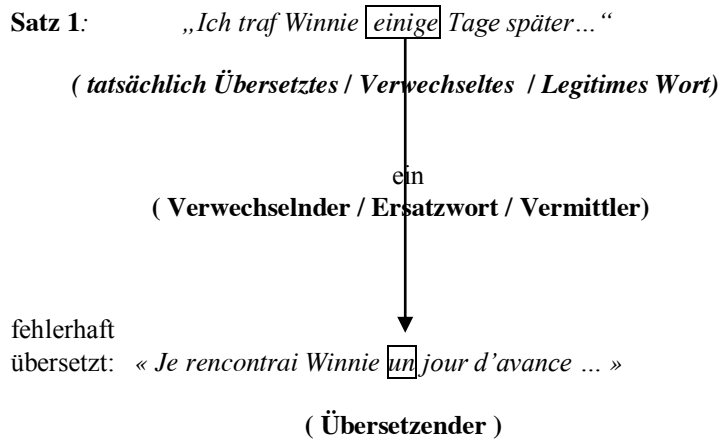 Satz 1: „Ich traf Winnie einige Tage später…“
( tatsächlich Übersetztes / Verwechseltes / Legitimes Wort)
ein
( Verwechselnder / Ersatzwort / Vermittler)
fehlerhaft
übersetzt: « Je rencontrai Winnie un jour d’avance … »
( Übersetzender )